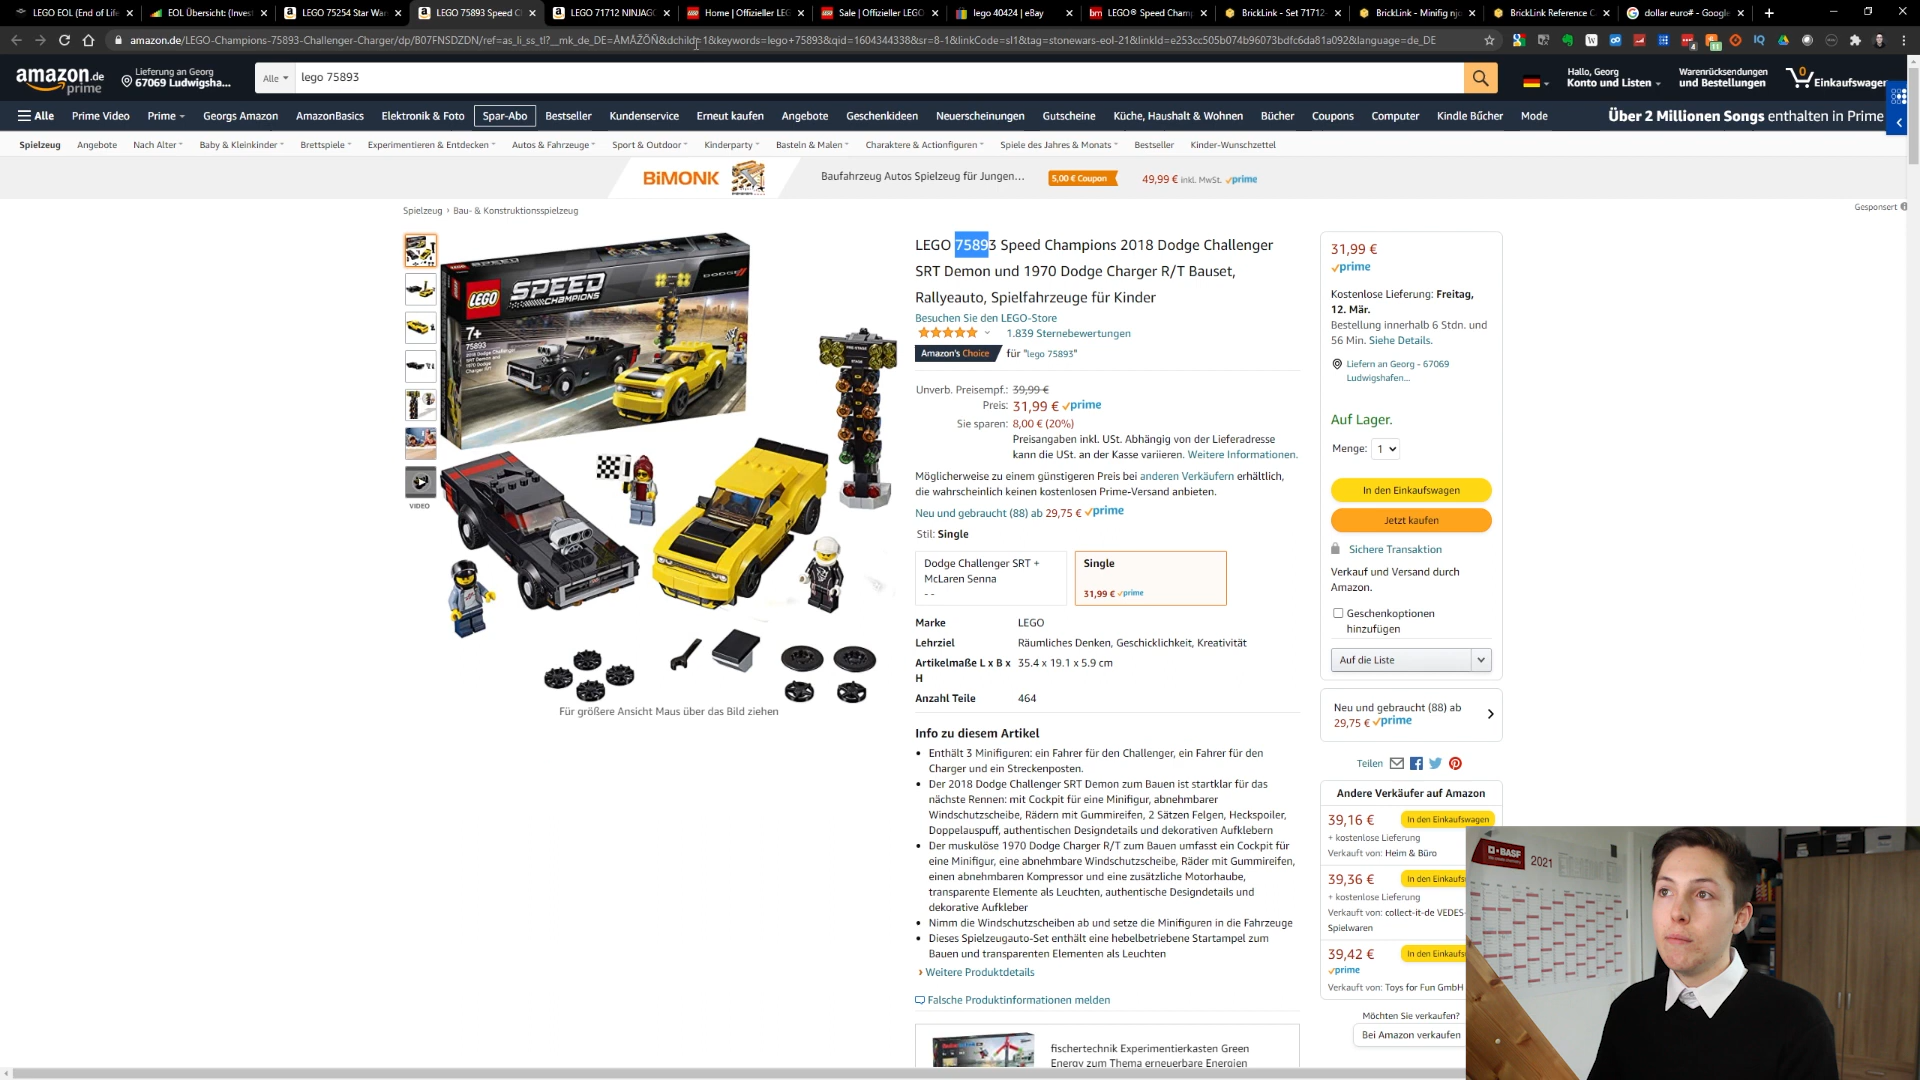 LEGO EOL (End of Life
EOL Übersicht: (Invest
LEGO 75254 Star War
LEGO 75893 Speed C
LEGO 71712 NINJAGO
Home | Offizieller LEG
Sale | Offizieller LEGO
lego 40424 | eBay
LEGO® Speed Champ
BrickLink - Set 71712-
BrickLink - Minifig njo
BrickLink Reference C
dollar euro# - Google
amazon.de/LEGO-Champions-75893-Challenger-Charger/dp/B07FNSDZDN/ref=as_li_ss_tl?__mk_de_DE=ÅMÅŽÕÑ&dchild=1&keywords=lego+75893&qid=1604344338&sr=8-1&linkCode=sl1&tag=stonewars-eol-21&linkId=e253cc505b074b96073bdfc6da81a092&language=de_DE
amazon.de
prime
Lieferung an Georg
67069 Ludwigsha...
Alle
lego 75893
Hallo, Georg
Konto und Listen
Warenrücksendungen
und Bestellungen
0
Einkaufswagen
Alle
Prime Video
Prime
Georgs Amazon
AmazonBasics
Elektronik & Foto
Spar-Abo
Bestseller
Kundenservice
Erneut kaufen
Angebote
Geschenkideen
Neuerscheinungen
Gutscheine
Küche, Haushalt & Wohnen
Bücher
Coupons
Computer
Kindle Bücher
Mode
Über 2 Millionen Songs enthalten in Prime
Spielzeug
Angebote
Nach Alter
Baby & Kleinkinder
Brettspiele
Experimentieren & Entdecken
Autos & Fahrzeuge
Sport & Outdoor
Kinderparty
Basteln & Malen
Charaktere & Actionfiguren
Spiele des Jahres & Monats
Bestseller
Kinder-Wunschzettel
BiMONK
Baufahrzeug Autos Spielzeug für Jungen...
5,00 € Coupon
49,99 € inkl. MwSt. prime
Gesponsert
Spielzeug › Bau- & Konstruktionsspielzeug
LEGO
SPEED
CHAMPIONS
DODGE
7+
75893
VIDEO
Für größere Ansicht Maus über das Bild ziehen
LEGO 75893 Speed Champions 2018 Dodge Challenger
SRT Demon und 1970 Dodge Charger R/T Bauset,
Rallyeauto, Spielfahrzeuge für Kinder
Besuchen Sie den LEGO-Store
1.839 Sternebewertungen
Amazon's Choice für "lego 75893"
Unverb. Preisempf.: 39,99 €
Preis: 31,99 € prime
Sie sparen: 8,00 € (20%)
Preisangaben inkl. USt. Abhängig von der Lieferadresse
kann die USt. an der Kasse variieren. Weitere Informationen.
Möglicherweise zu einem günstigeren Preis bei anderen Verkäufern erhältlich,
die wahrscheinlich keinen kostenlosen Prime-Versand anbieten.
Neu und gebraucht (88) ab 29,75 € prime
Stil: Single
Dodge Challenger SRT +
McLaren Senna
- -
Single
31,99 € prime
Marke LEGO
Lehrziel Räumliches Denken, Geschicklichkeit, Kreativität
Artikelmaße L x B x 35.4 x 19.1 x 5.9 cm
H
Anzahl Teile 464
Info zu diesem Artikel
• Enthält 3 Minifiguren: ein Fahrer für den Challenger, ein Fahrer für den
Charger und ein Streckenposten.
• Der 2018 Dodge Challenger SRT Demon zum Bauen ist startklar für das
nächste Rennen: mit Cockpit für eine Minifigur, abnehmbarer
Windschutzscheibe, Rädern mit Gummireifen, 2 Sätzen Felgen, Heckspoiler,
Doppelauspuff, authentischen Designdetails und dekorativen Aufklebern
• Der muskulöse 1970 Dodge Charger R/T zum Bauen umfasst ein Cockpit für
eine Minifigur, eine abnehmbare Windschutzscheibe, Räder mit Gummireifen,
einen abnehmbaren Kompressor und eine zusätzliche Motorhaube,
transparente Elemente als Leuchten, authentische Designdetails und
dekorative Aufkleber
• Nimm die Windschutzscheiben ab und setze die Minifiguren in die Fahrzeuge
• Dieses Spielzeugauto-Set enthält eine hebelbetriebene Startampel zum
Bauen und transparenten Elementen als Leuchten
› Weitere Produktdetails
Falsche Produktinformationen melden
fischertechnik Experimentierkasten Green
Energy zum Thema erneuerbare Energien
31,99 €
prime
Kostenlose Lieferung: Freitag,
12. Mär.
Bestellung innerhalb 6 Stdn. und
56 Min. Siehe Details.
Liefern an Georg - 67069
Ludwigshafen...
Auf Lager.
Menge: 1
In den Einkaufswagen
Jetzt kaufen
Sichere Transaktion
Verkauf und Versand durch
Amazon.
Geschenkoptionen
hinzufügen
Auf die Liste
Neu und gebraucht (88) ab
29,75 € prime
Teilen
Andere Verkäufer auf Amazon
39,16 €
In den Einkaufswagen
+ kostenlose Lieferung
Verkauft von: Heim & Büro
39,36 €
In den Einkaufs
+ kostenlose Lieferung
Verkauft von: collect-it-de VEDES-
Spielwaren
39,42 €
In den Einkaufs
prime
Verkauft von: Toys for Fun GmbH
Möchten Sie verkaufen?
Bei Amazon verkaufen
BASF
2021